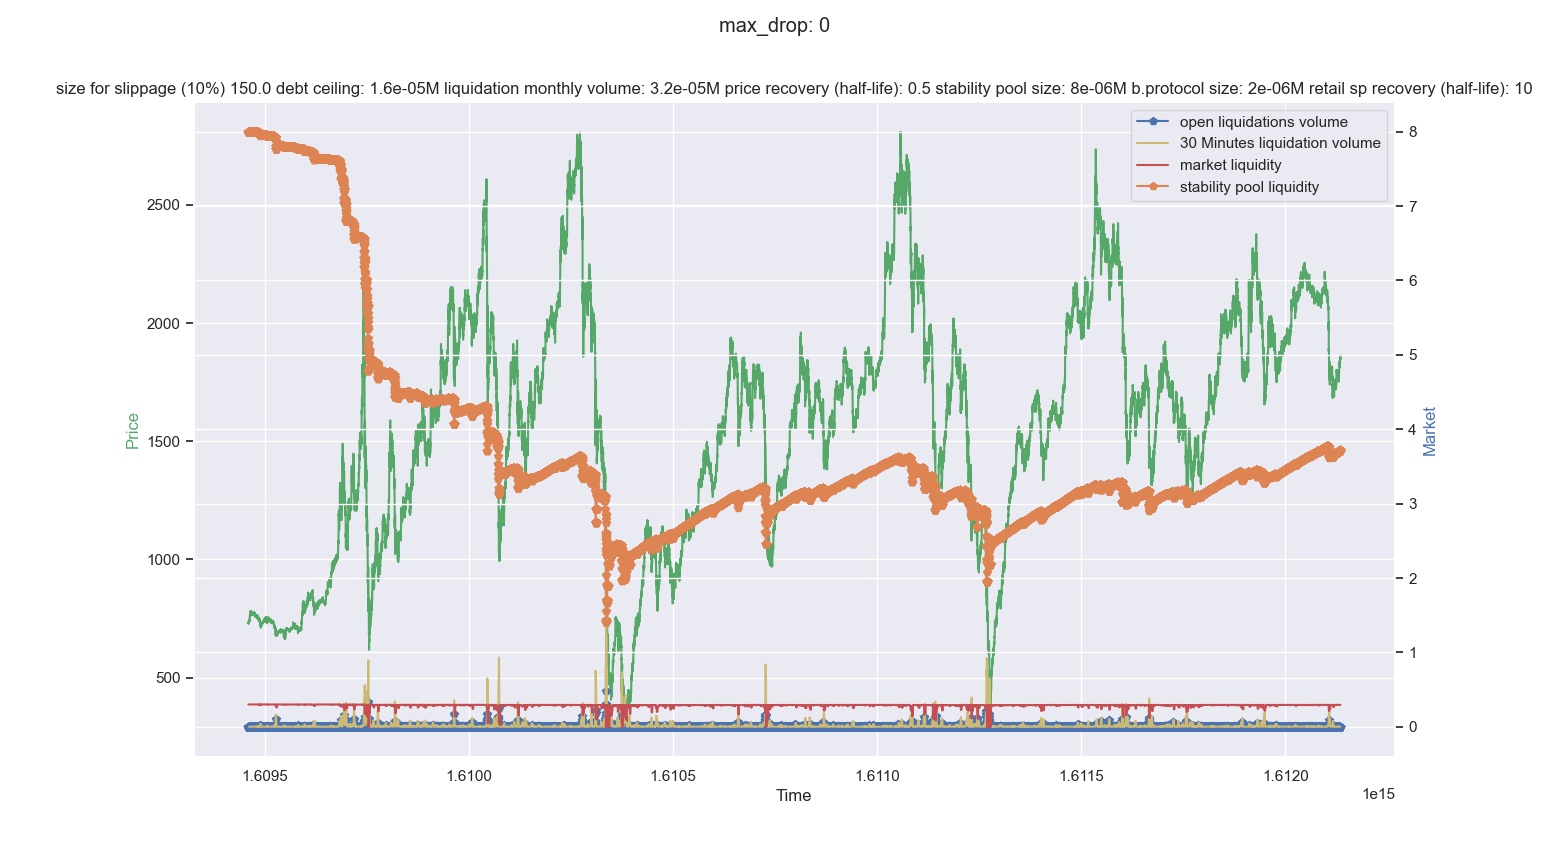 max_drop: 0
size for slippage (10%) 150.0 debt ceiling: 1.6e-05M liquidation monthly volume: 3.2e-05M price recovery (half-life): 0.5 stability pool size: 8e-06M b.protocol size: 2e-06M retail sp recovery (half-life): 10
open liquidations volume
30 Minutes liquidation volume
market liquidity
stability pool liquidity
2500
2000
1500
1000
500
Price
8
7
6
5
4
3
2
1
0
Market
1.6095
1.6100
1.6105
1.6110
1.6115
1.6120
Time
1e15